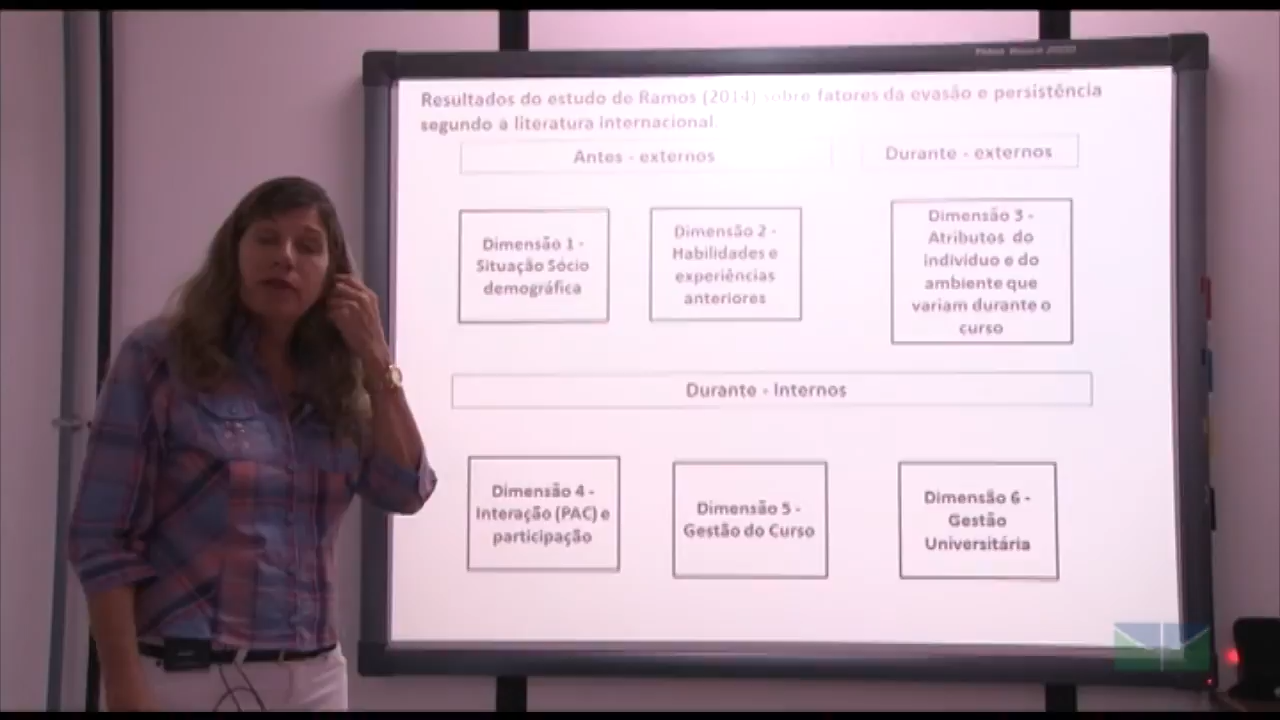 Resultados do estudo de Ramos (2014) sobre fatores da evasão e persistência
segundo a literatura internacional.
Antes - externos
Durante - externos
Dimensão 1 -
Situação Sócio
demográfica
Dimensão 2 -
Habilidades e
experiências
anteriores
Dimensão 3 -
Atributos do
indivíduo e do
ambiente que
variam durante o
curso
Durante - Internos
Dimensão 4 -
Interação (PAC) e
participação
Dimensão 5 -
Gestão do Curso
Dimensão 6 -
Gestão
Universitária